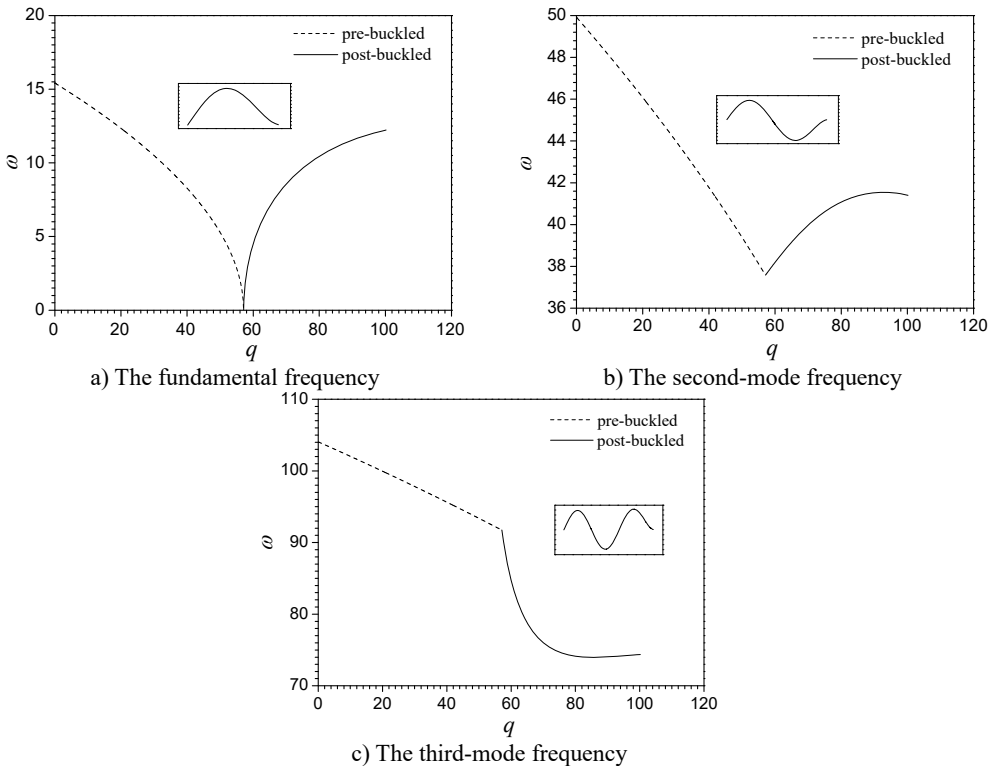 20
15
10
5
0
ω
0 20 40 60 80 100 120
q
pre-buckled
post-buckled
a) The fundamental frequency
50
48
46
44
42
40
38
36
ω
0 20 40 60 80 100 120
q
pre-buckled
post-buckled
b) The second-mode frequency
110
100
90
80
70
ω
0 20 40 60 80 100 120
q
pre-buckled
post-buckled
c) The third-mode frequency